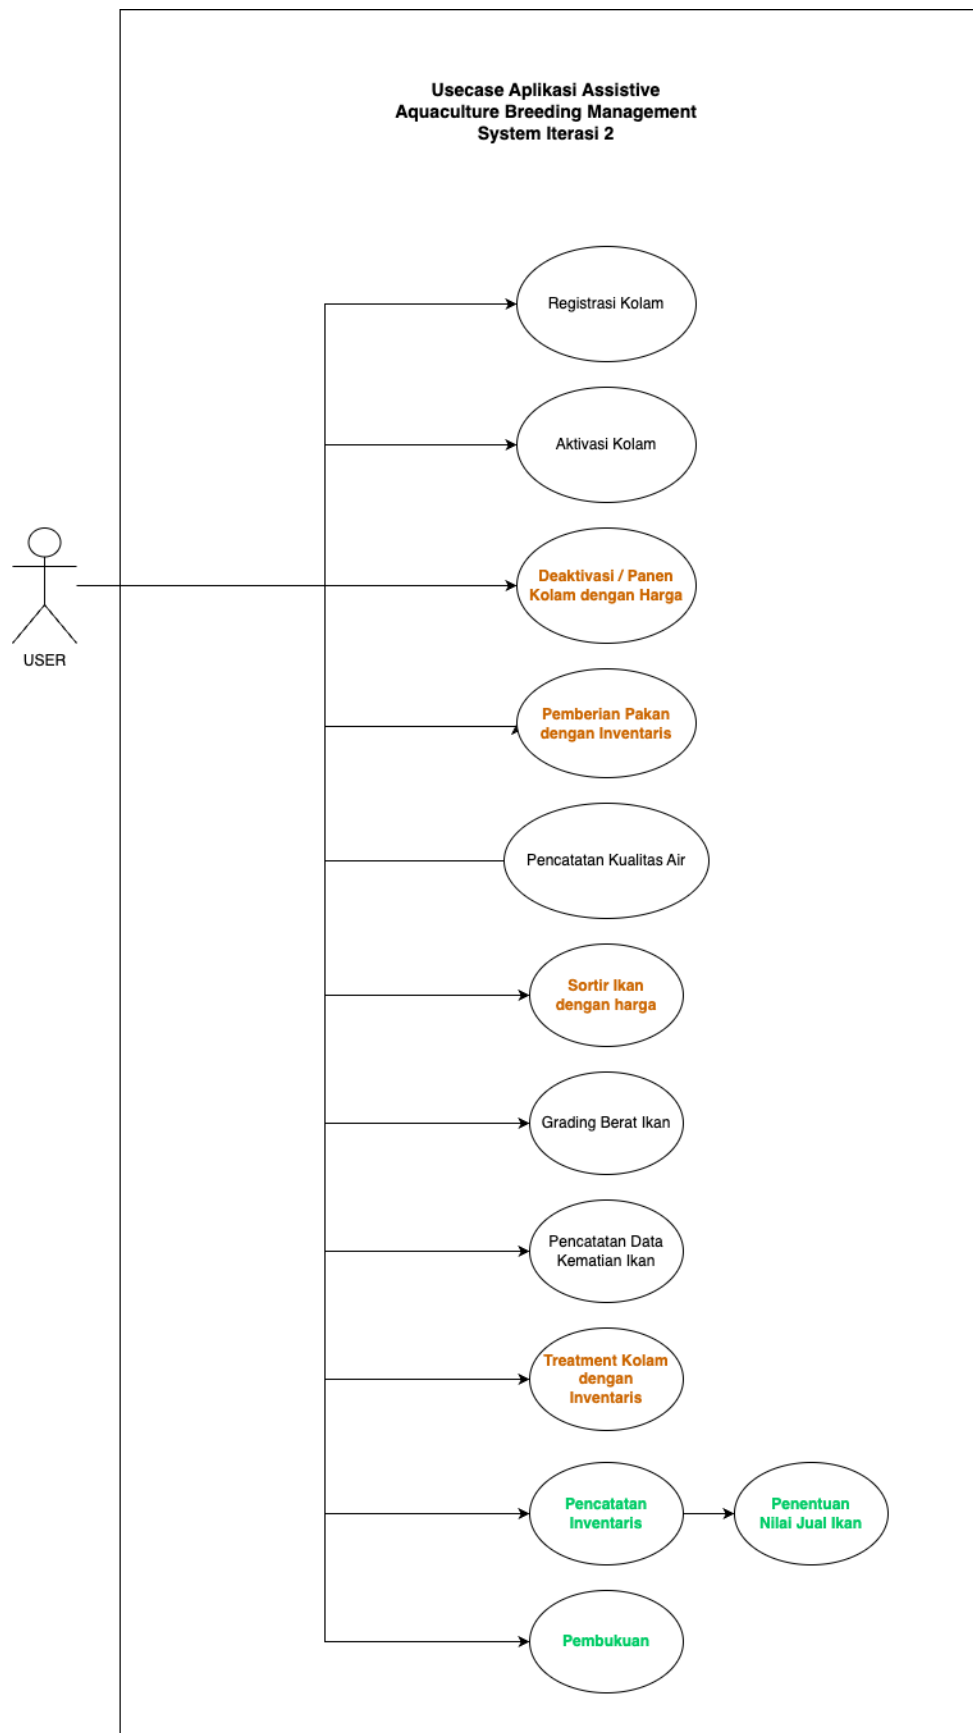 Usecase Aplikasi Assistive
Aquaculture Breeding Management
System Iterasi 2
Registrasi Kolam
Aktivasi Kolam
Deaktivasi / Panen
Kolam dengan Harga
USER
Pemberian Pakan
dengan Inventaris
Pencatatan Kualitas Air
Sortir Ikan
dengan harga
Grading Berat Ikan
Pencatatan Data
Kematian Ikan
Treatment Kolam
dengan
Inventaris
Pencatatan
Inventaris
Penentuan
Nilai Jual Ikan
Pembukuan